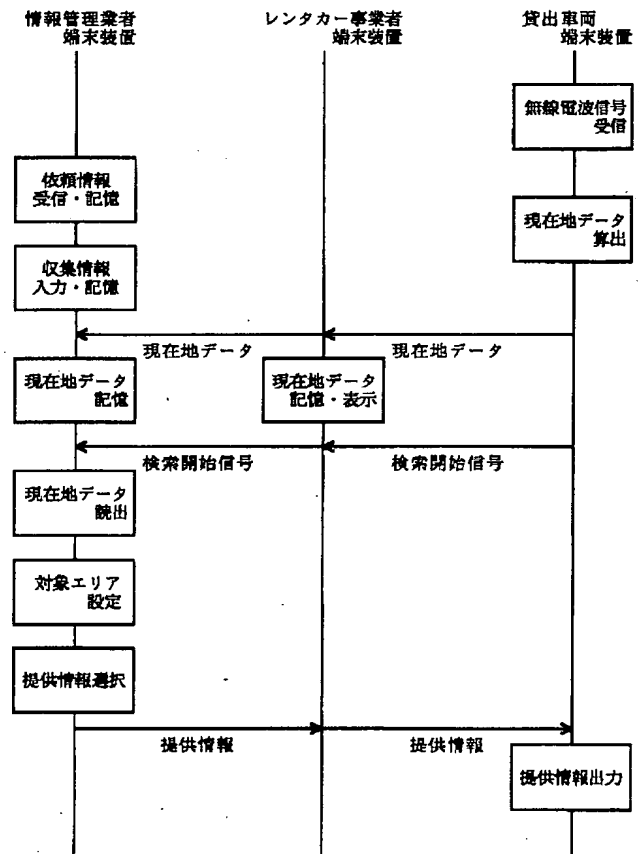 情報管理業者
端末装置
レンタカー事業者
端末装置
貸出車両
端末装置
無線電波信号
受信
依頼情報
受信・記憶
現在地データ
算出
収集情報
入力・記憶
現在地データ
現在地データ
現在地データ
記憶
現在地データ
記憶・表示
検索開始信号
検索開始信号
現在地データ
読出
対象エリア
設定
提供情報選択
提供情報
提供情報
提供情報出力